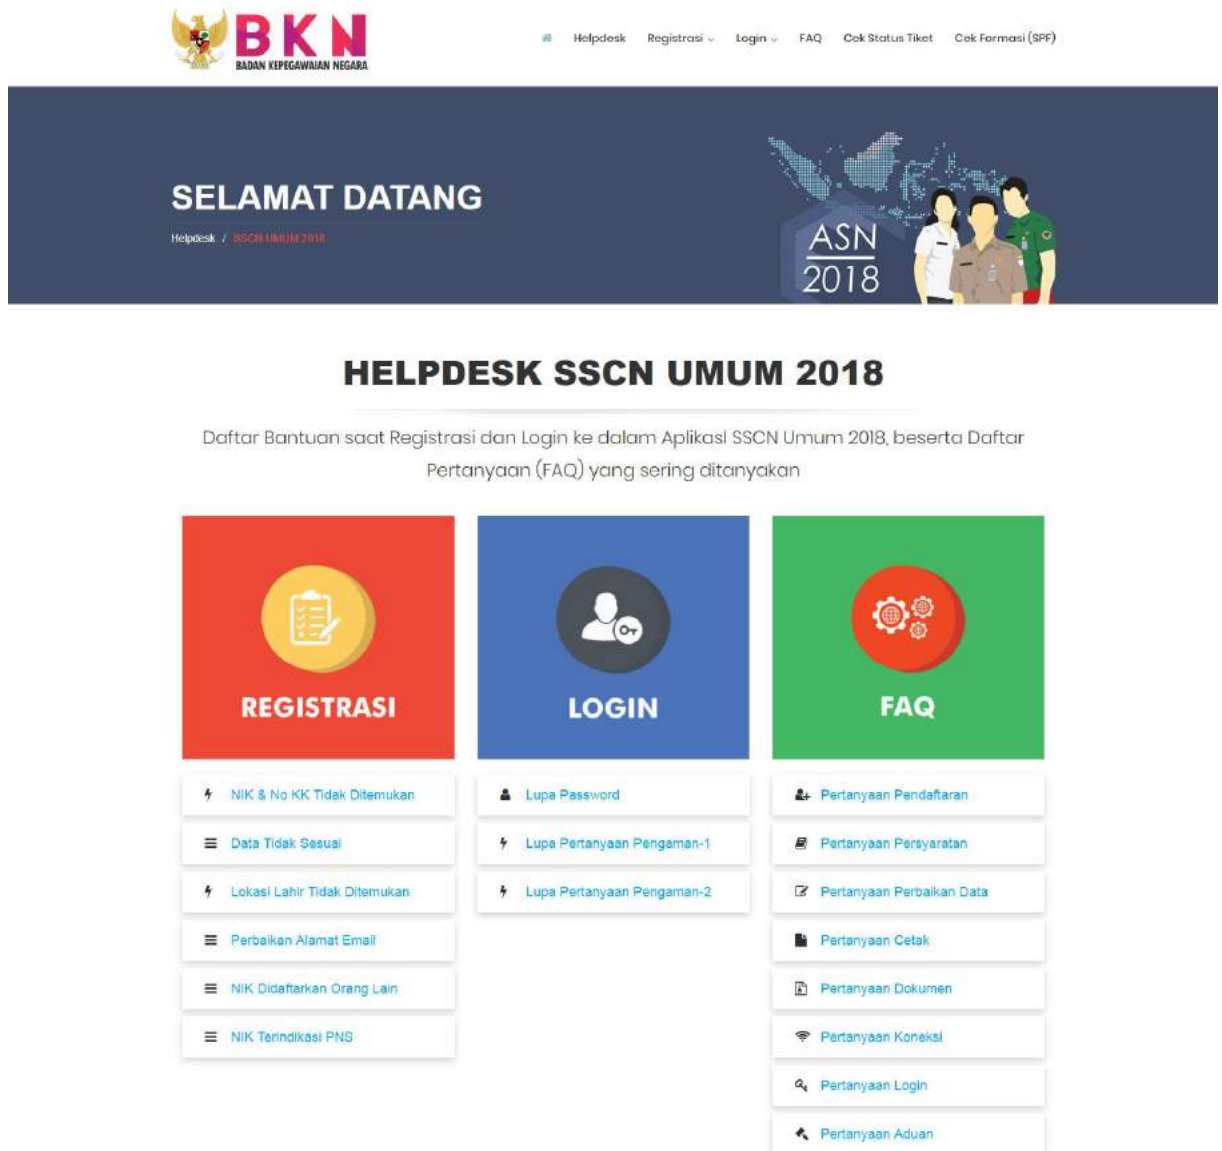 BKN
BADAN KEPEGAWAIAN NEGARA
Helpdesk Registrasi Login FAQ Cek Status Tiket Cek Formasi (SPF)
SELAMAT DATANG
Helpdesk / SSCN UMUM 2018
ASN
2018
HELPDESK SSCN UMUM 2018
Daftar Bantuan saat Registrasi dan Login ke dalam Aplikasi SSCN Umum 2018, beserta Daftar
Pertanyaan (FAQ) yang sering ditanyakan
REGISTRASI
NIK & No KK Tidak Ditemukan
Data Tidak Sesuai
Lokasi Lahir Tidak Ditemukan
Perbaikan Alamat Email
NIK Didaftarkan Orang Lain
NIK Terindikasi PNS
LOGIN
Lupa Password
Lupa Pertanyaan Pengaman-1
Lupa Pertanyaan Pengaman-2
FAQ
Pertanyaan Pendaftaran
Pertanyaan Persyaratan
Pertanyaan Perbaikan Data
Pertanyaan Cetak
Pertanyaan Dokumen
Pertanyaan Koneksi
Pertanyaan Login
Pertanyaan Aduan